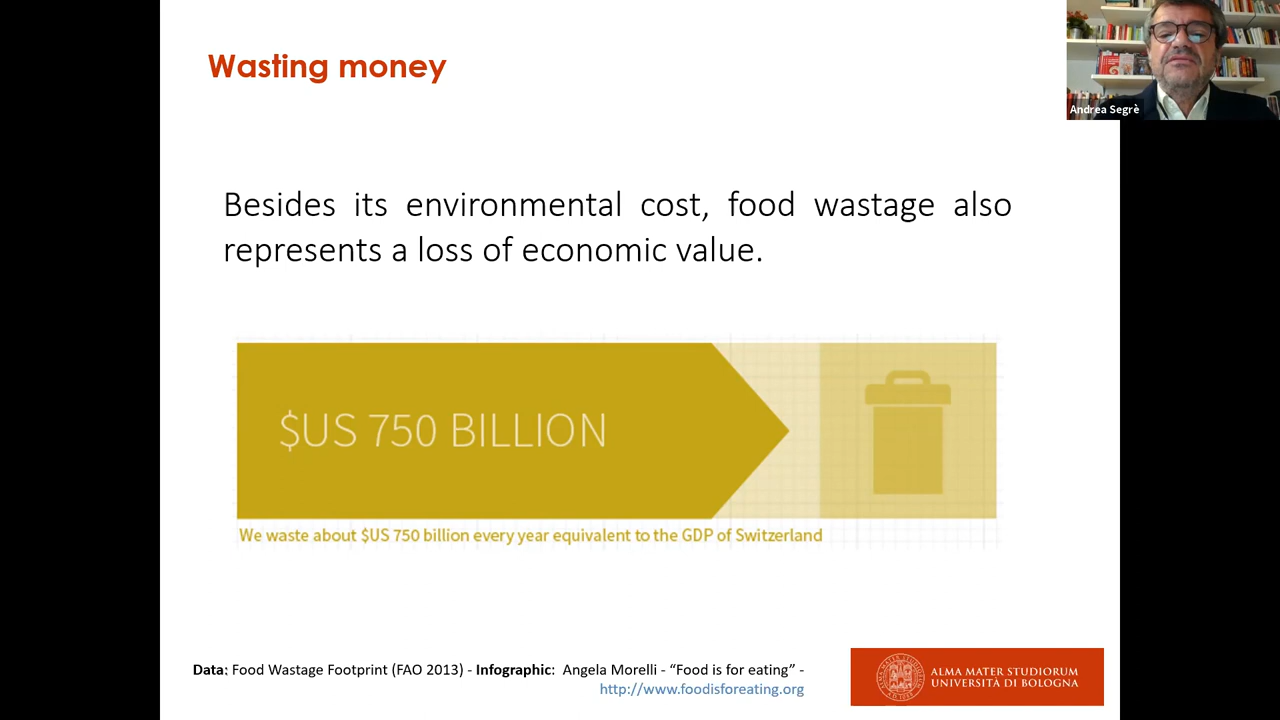 Wasting money
Andrea Segrè
Besides its environmental cost, food wastage also
represents a loss of economic value.
$US 750 BILLION
We waste about $US 750 billion every year equivalent to the GDP of Switzerland
Data: Food Wastage Footprint (FAO 2013) - Infographic: Angela Morelli - “Food is for eating” -
http://www.foodisforeating.org
ALMA MATER STUDIORUM
UNIVERSITÀ DI BOLOGNA